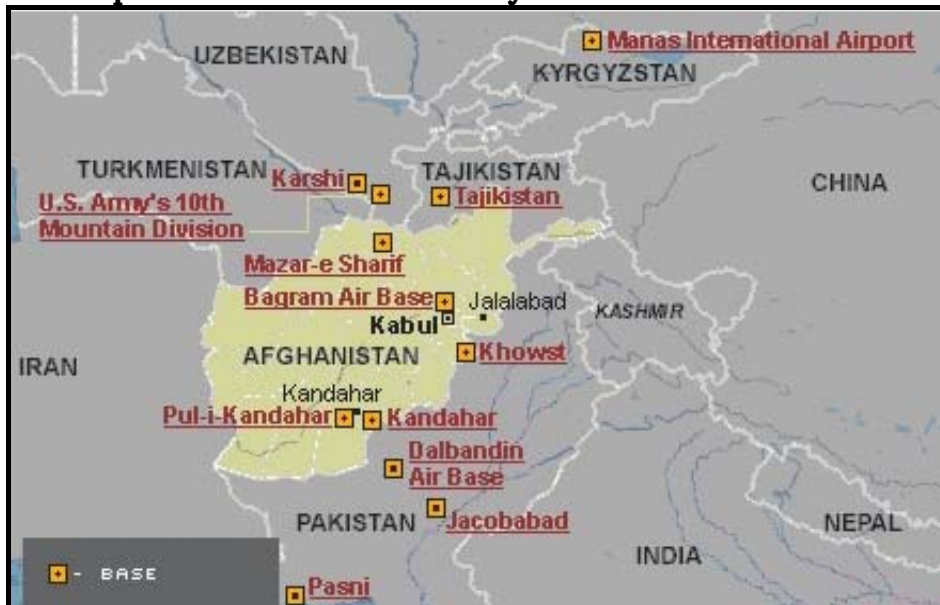 UZBEKISTAN
Manas International Airport
KYRGYZSTAN
TURKMENISTAN
Karshi
TAJIKISTAN
Tajikistan
CHINA
U.S. Army's 10th
Mountain Division
Mazar-e Sharif
Bagram Air Base
Jalalabad
Kabul
KASHMIR
IRAN
AFGHANISTAN
Khowst
Kandahar
Pul-i-Kandahar
Kandahar
Dalbandin
Air Base
PAKISTAN
Jacobabad
NEPAL
INDIA
- BASE
Pasni